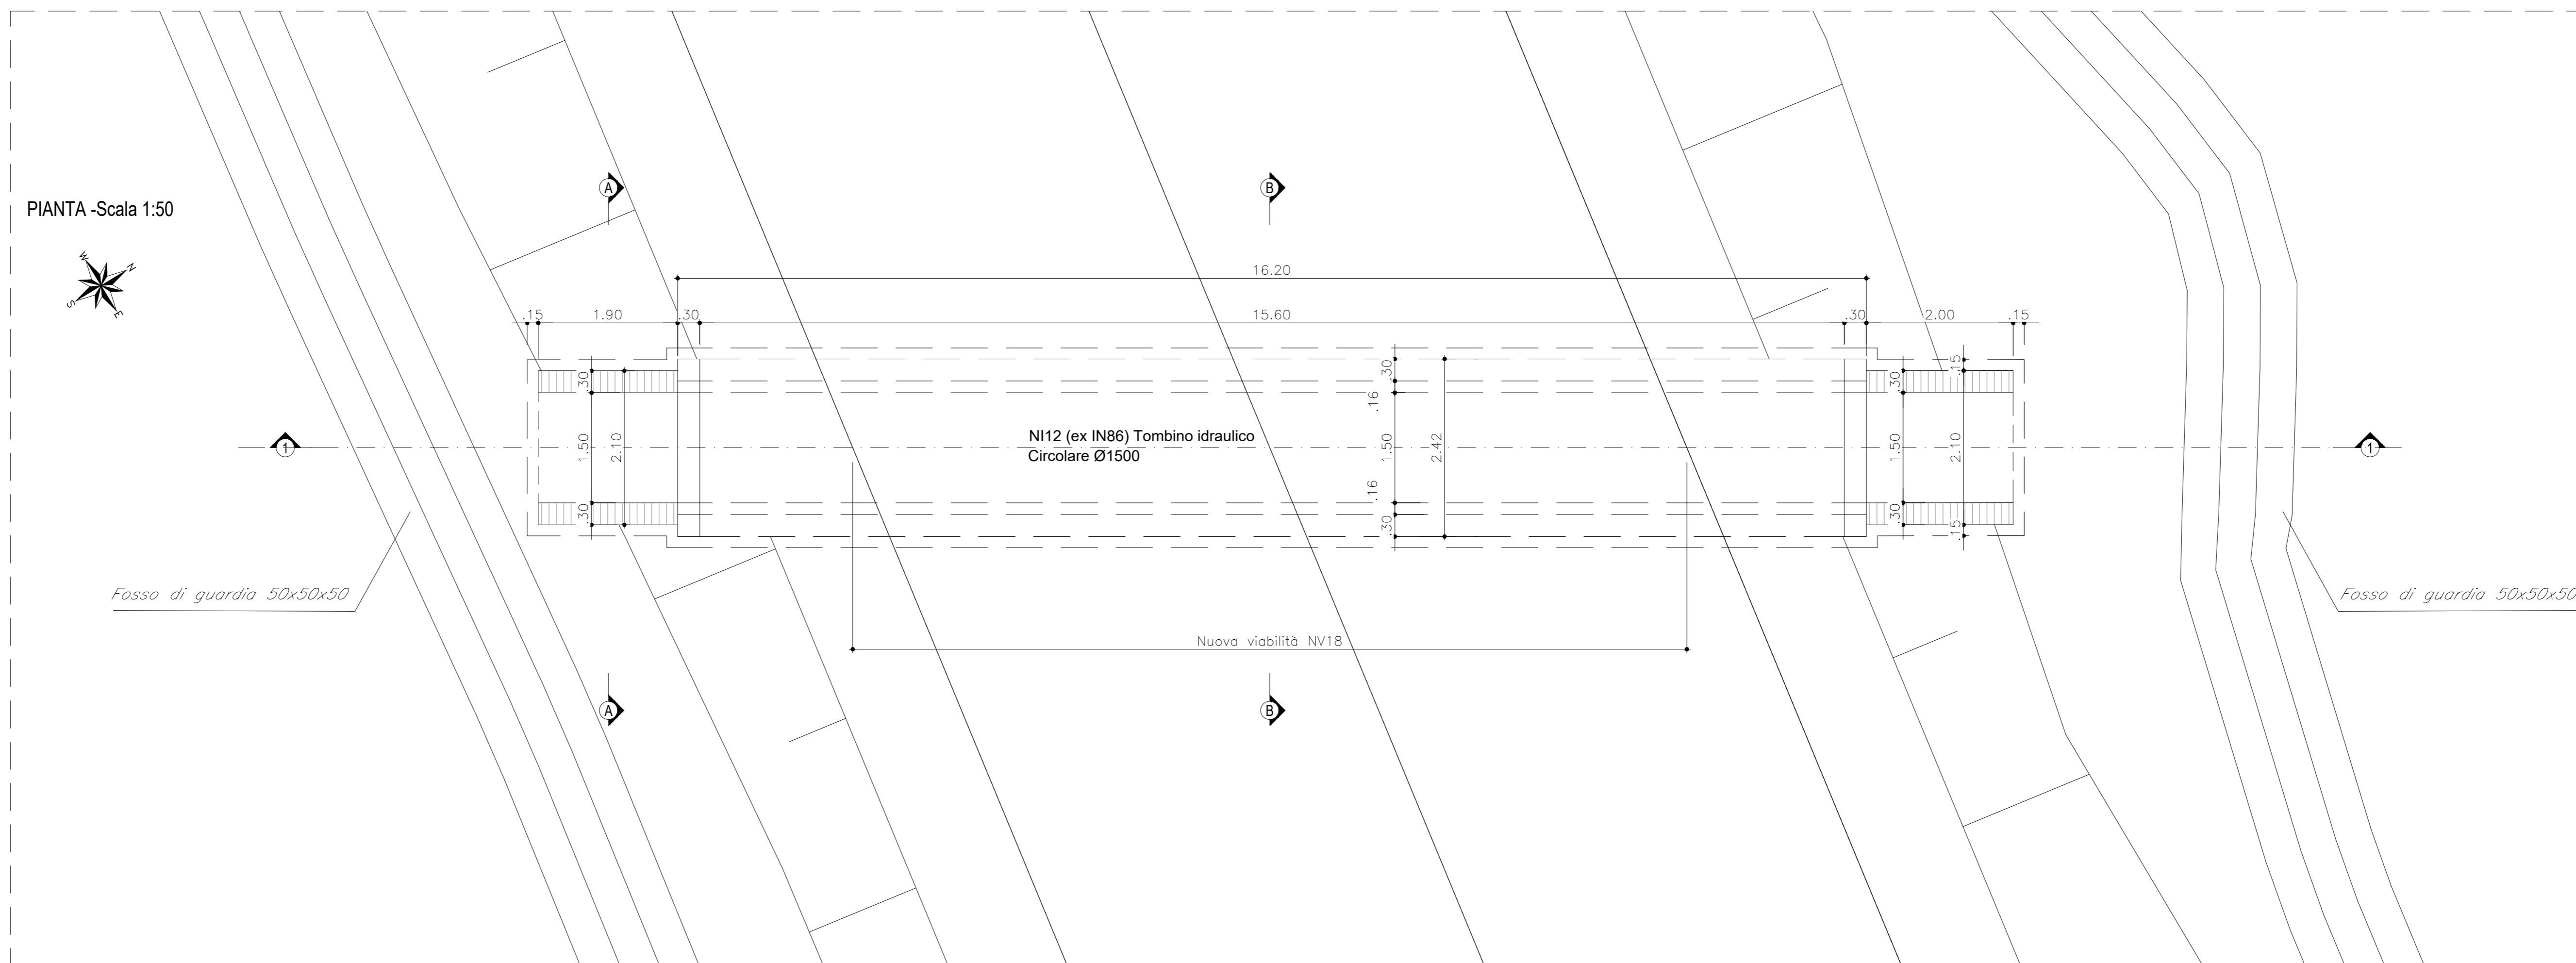 PIANTA -Scala 1:50
W
N
S
E
A
B
16.20
.15
1.90
.30
15.60
.30
2.00
.15
.30
1.50
2.10
.30
.30
.16
1.50
2.42
.16
.30
.30
1.50
.30
.15
2.10
.15
1
1
NI12 (ex IN86) Tombino idraulico
Circolare Ø1500
Fosso di guardia 50x50x50
Fosso di guardia 50x50x50
Nuova viabilità NV18
A
B